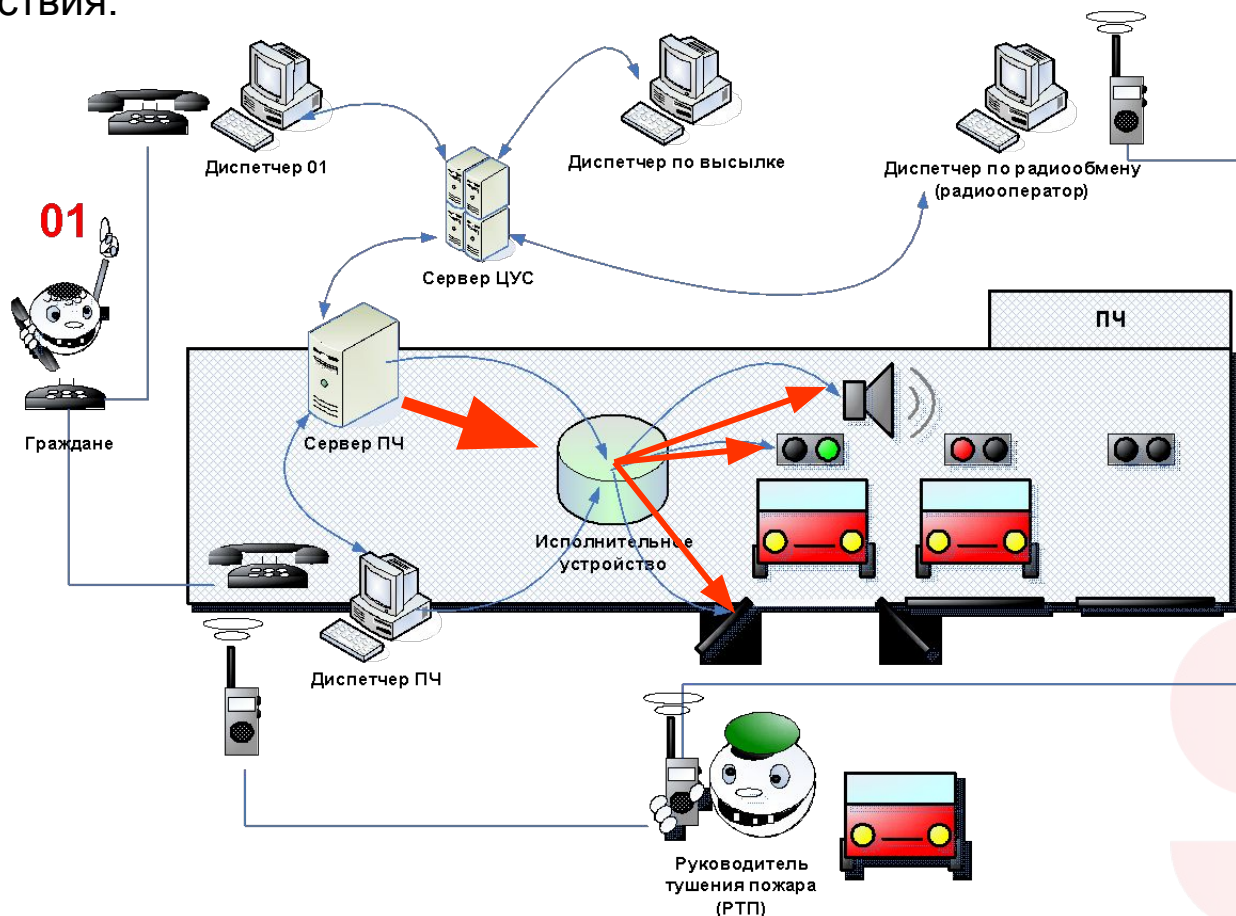 ствия.
Диспетчер 01
Диспетчер по высылке
Диспетчер по радиообмену
(радиооператор)
01
Сервер ЦУС
ПЧ
Граждане
Сервер ПЧ
Исполнительное
устройство
Диспетчер ПЧ
Руководитель
тушения пожара
(РТП)